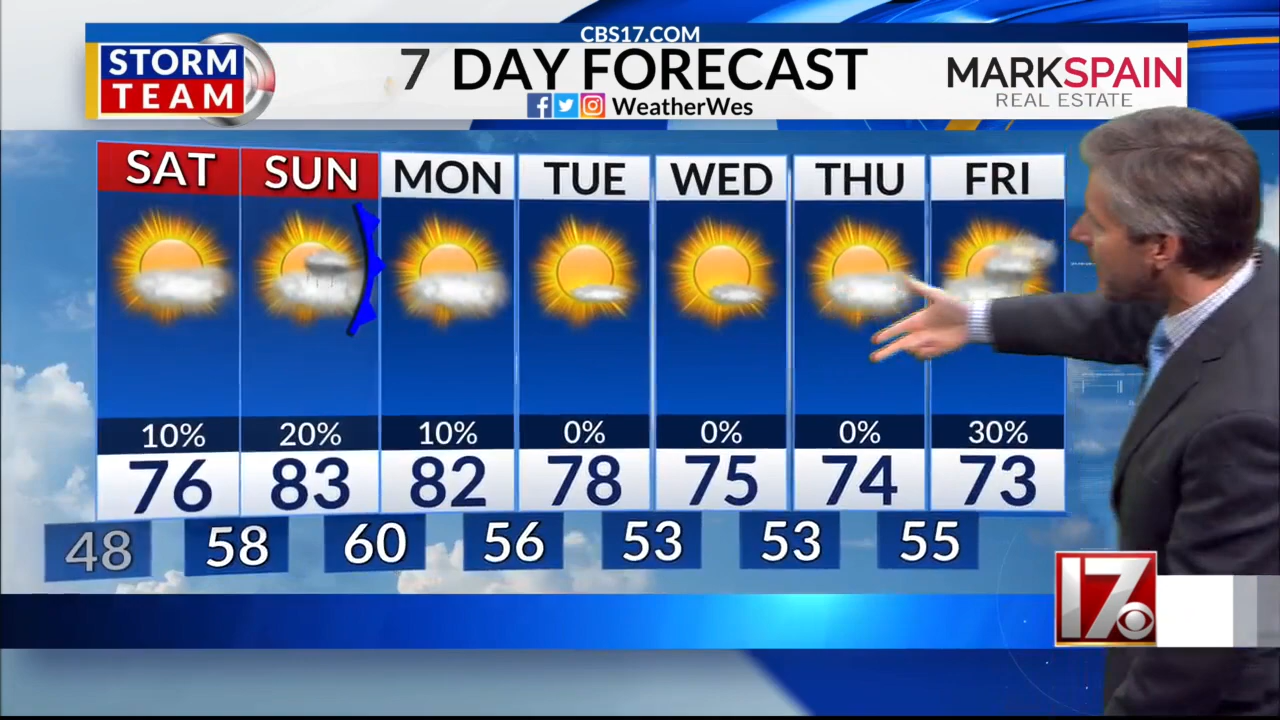 CBS17.COM
STORM TEAM
7 DAY FORECAST
WeatherWes
MARKSPAIN
REAL ESTATE
SAT SUN MON TUE WED THU FRI
10% 20% 10% 0% 0% 0% 30%
76 83 82 78 75 74 73
48 58 60 56 53 53 55
17